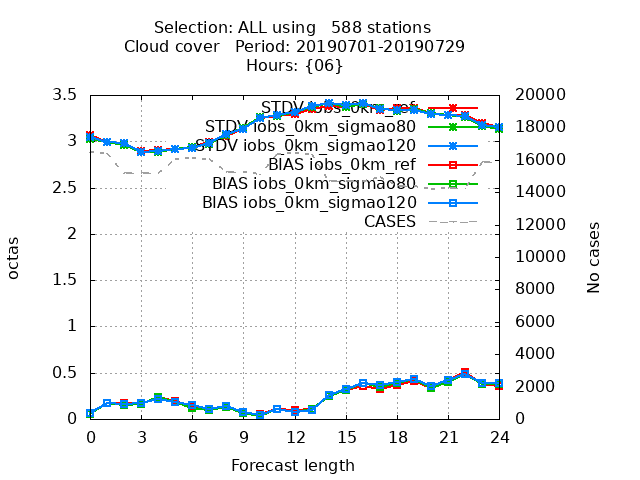 Selection: ALL using   588 stations
Cloud cover   Period: 20190701-20190729
Hours: {06}
3.5
3
2.5
2
1.5
1
0.5
0
octas
20000
18000
16000
14000
12000
10000
8000
6000
4000
2000
0
No cases
STDV iobs_0km_ref
STDV iobs_0km_sigmao80
STDV iobs_0km_sigmao120
BIAS iobs_0km_ref
BIAS iobs_0km_sigmao80
BIAS iobs_0km_sigmao120
CASES
0 3 6 9 12 15 18 21 24
Forecast length